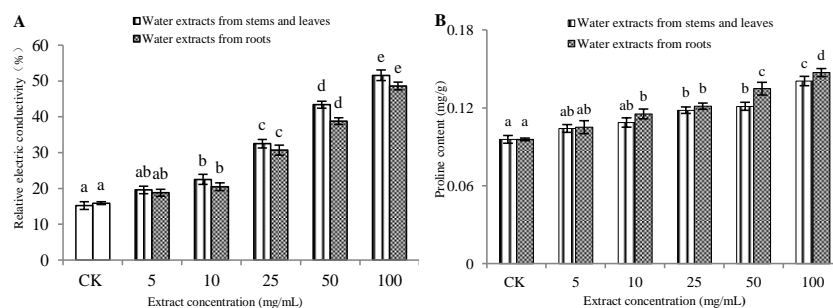 A
Water extracts from stems and leaves
Water extracts from roots
Relative electric conductivity (%)
60
50
40
30
20
10
0
a a ab ab b b c c d d e e
CK 5 10 25 50 100
Extract concentration (mg/mL)
B
Water extracts from stems and leaves
Water extracts from roots
Proline content (mg/g)
0.18
0.12
0.06
0.00
a a ab ab ab b b b b c c d
CK 5 10 25 50 100
Extract concentration (mg/mL)